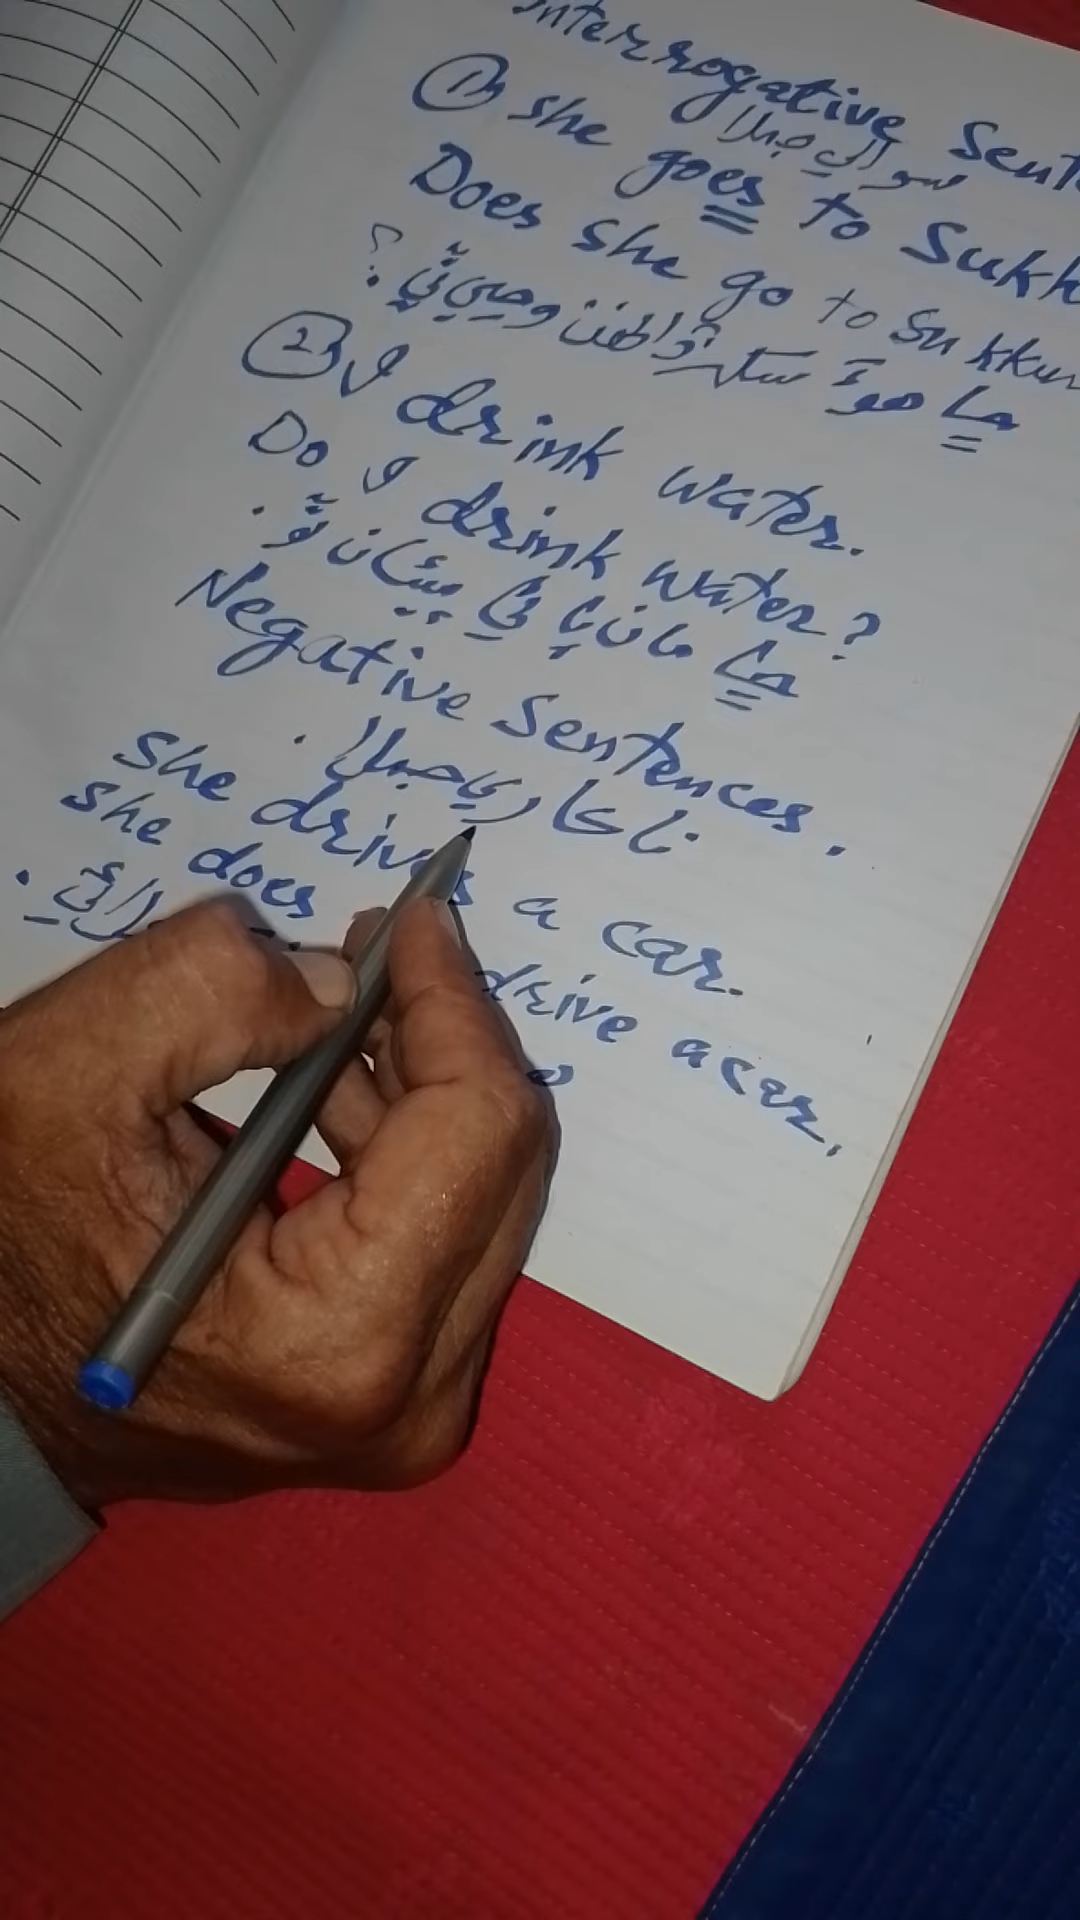 Interrogative Sent
سوالي جملا
① She goes to Sukk
Does she go to Sukkur
ڇا هوءَ سکر ڏانهن وڃي ٿي؟
② I drink water.
Do I drink water?
ڇا مان پاڻي پيئان ٿو.
Negative Sentences.
ناڪاري جملا.
She drives a car.
She does drive a car.